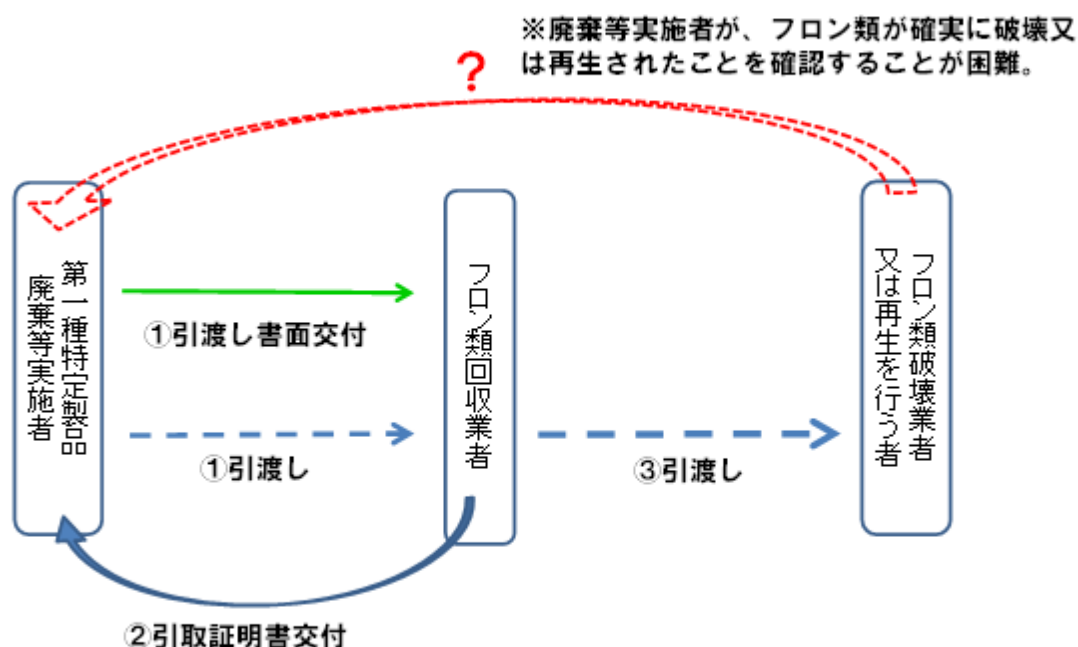 ※廃棄等実施者が、フロン類が確実に破壊又
は再生されたことを確認することが困難。
?
第一種特定製品
廃棄等実施者
①引渡し書面交付
①引渡し
フロン類回収業者
③引渡し
フロン類破壊業者
又は再生を行う者
②引取証明書交付